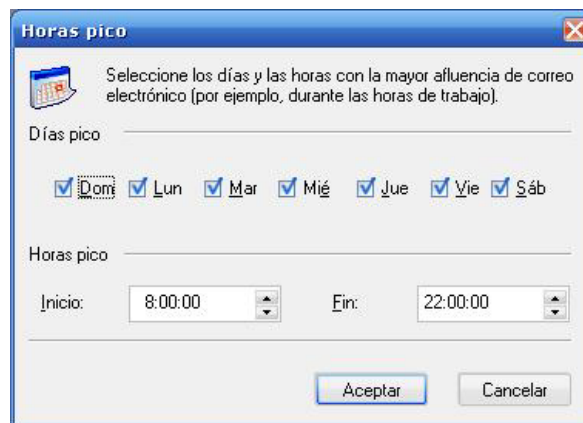 Horas pico
Seleccione los días y las horas con la mayor afluencia de correo
electrónico (por ejemplo, durante las horas de trabajo).
Días pico
Dom Lun Mar Mié Jue Vie Sáb
Horas pico
Inicio: 8:00:00 Fin: 22:00:00
Aceptar Cancelar